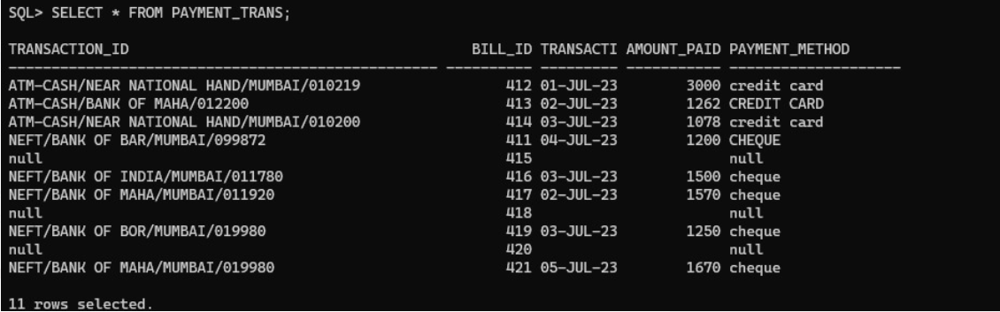 SQL> SELECT * FROM PAYMENT_TRANS;
TRANSACTION_ID BILL_ID TRANSACTI AMOUNT_PAID PAYMENT_METHOD
-------------------------------------------------- ---------- --------- ----------- --------------------
ATM-CASH/NEAR NATIONAL HAND/MUMBAI/010219 412 01-JUL-23 3000 credit card
ATM-CASH/BANK OF MAHA/012200 413 02-JUL-23 1262 CREDIT CARD
ATM-CASH/NEAR NATIONAL HAND/MUMBAI/010200 414 03-JUL-23 1078 credit card
NEFT/BANK OF BAR/MUMBAI/099872 411 04-JUL-23 1200 CHEQUE
null 415 null
NEFT/BANK OF INDIA/MUMBAI/011780 416 03-JUL-23 1500 cheque
NEFT/BANK OF MAHA/MUMBAI/011920 417 02-JUL-23 1570 cheque
null 418 null
NEFT/BANK OF BOR/MUMBAI/019980 419 03-JUL-23 1250 cheque
null 420 null
NEFT/BANK OF MAHA/MUMBAI/019980 421 05-JUL-23 1670 cheque
11 rows selected.